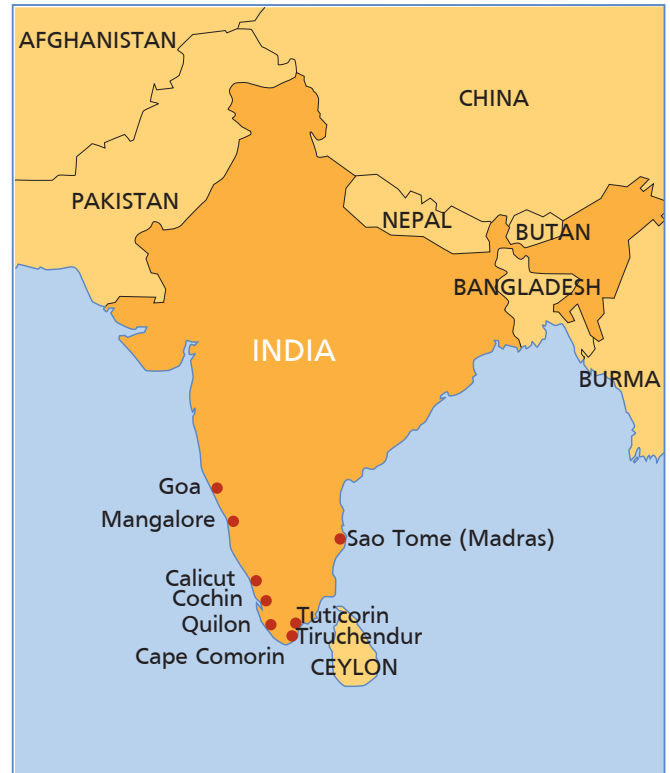 AFGHANISTAN
CHINA
PAKISTAN
NEPAL
BUTAN
BANGLADESH
INDIA
BURMA
Goa
Mangalore
Sao Tome (Madras)
Calicut
Cochin
Tuticorin
Quilon
Tiruchendur
Cape Comorin
CEYLON